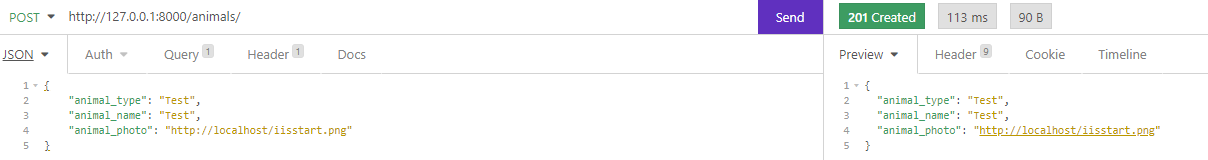 POST http://127.0.0.1:8000/animals/ Send 201 Created 113 ms 90 B
JSON Auth Query 1 Header 1 Docs Preview Header 9 Cookie Timeline
1 {
2 "animal_type": "Test",
3 "animal_name": "Test",
4 "animal_photo": "http://localhost/iisstart.png"
5 }
1 {
2 "animal_type": "Test",
3 "animal_name": "Test",
4 "animal_photo": "http://localhost/iisstart.png"
5 }